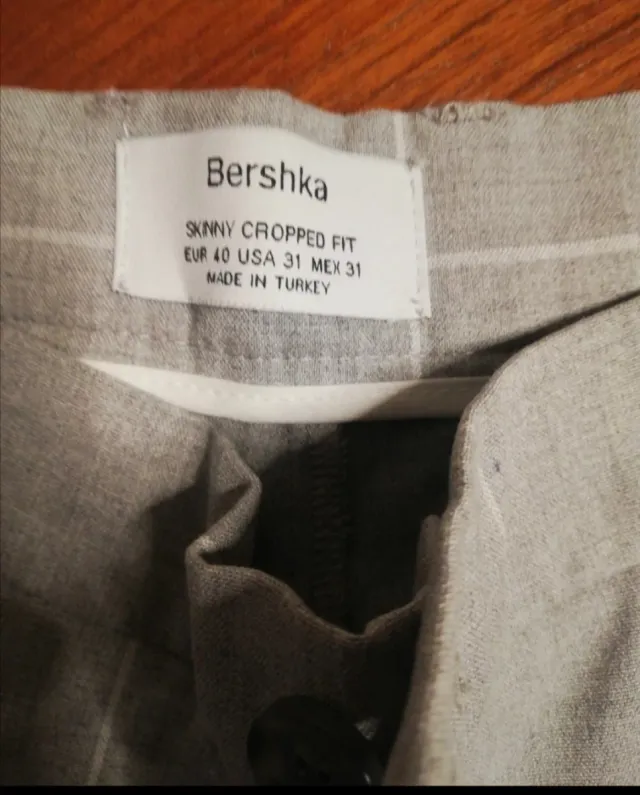 Bershka
SKINNY CROPPED FIT
EUR 40 USA 31 MEX 31
MADE IN TURKEY